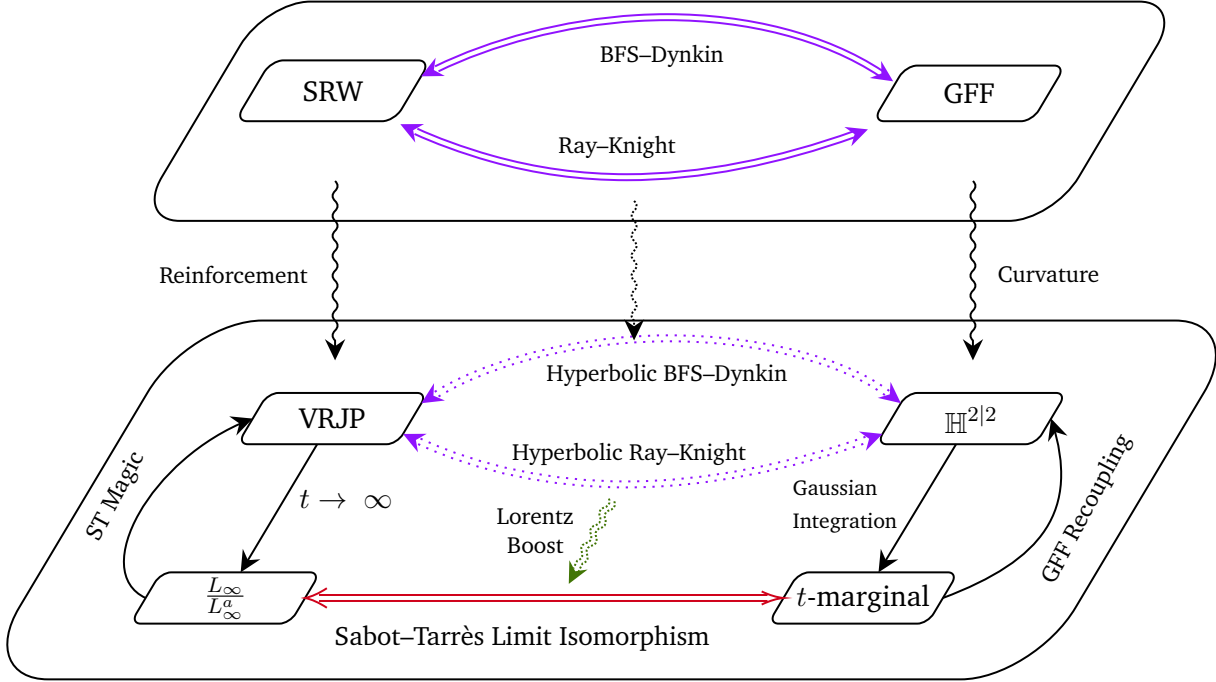 BFS–Dynkin
SRW
GFF
Ray–Knight
Reinforcement
Curvature
Hyperbolic BFS–Dynkin
VRJP
ℍ^{2|2}
Hyperbolic Ray–Knight
ST Magic
t → ∞
Lorentz
Boost
Gaussian
Integration
GFF Recoupling
L_∞
L^a_∞
t-marginal
Sabot–Tarrès Limit Isomorphism